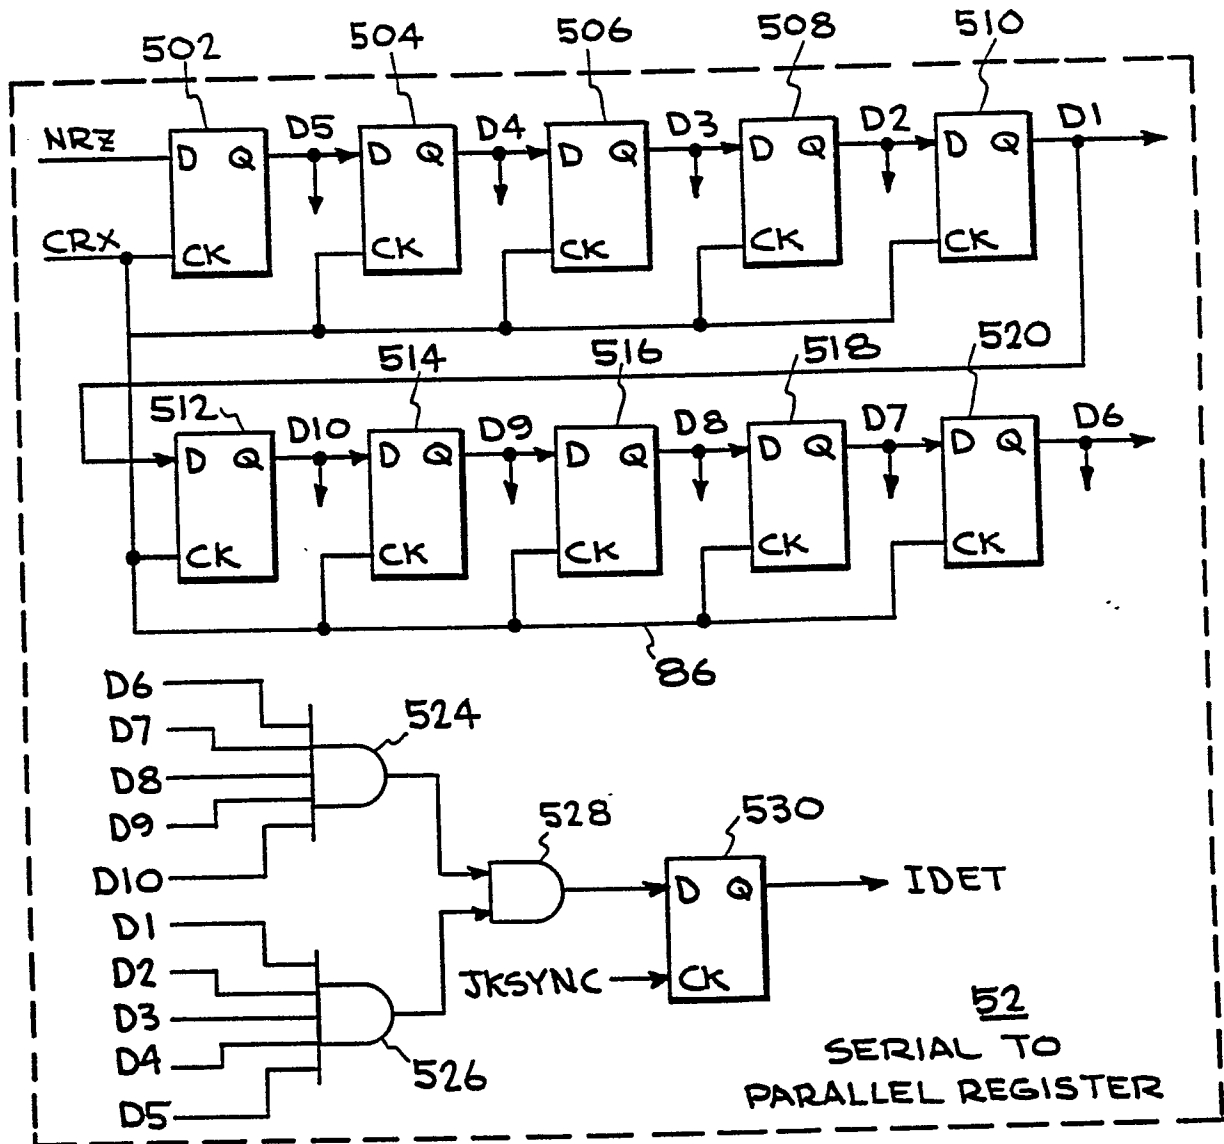 502 504 506 508 510
NRZ D Q D5 D Q D4 D Q D3 D Q D2 D Q D1
CRX CK CK CK CK CK
512 514 516 518 520
D Q D10 D Q D9 D Q D8 D Q D7 D Q D6
CK CK CK CK CK
86
D6
D7 524
D8
D9
D10
528 530
D Q IDET
JKSYNC CK
D1
D2
D3
D4
D5
526
52
SERIAL TO
PARALLEL REGISTER